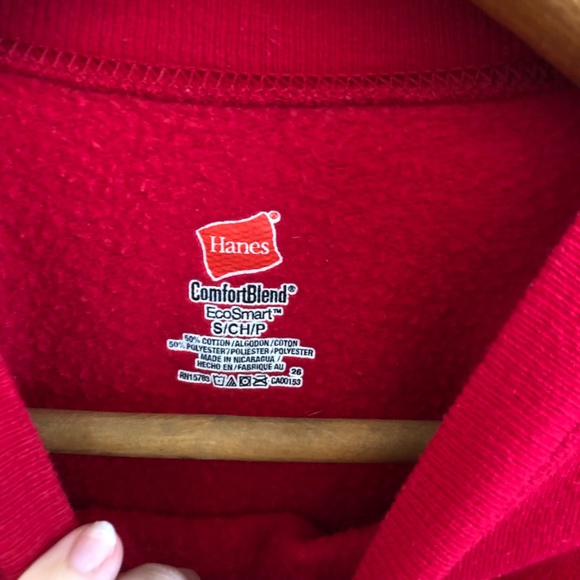 Hanes®
ComfortBlend®
EcoSmart™
S/CH/P
50% COTTON/ALGODON/COTON
50% POLYESTER/POLIESTER/POLYESTER
MADE IN NICARAGUA/
HECHO EN/FABRIQUÉ AU 26
RN15763 CA00153